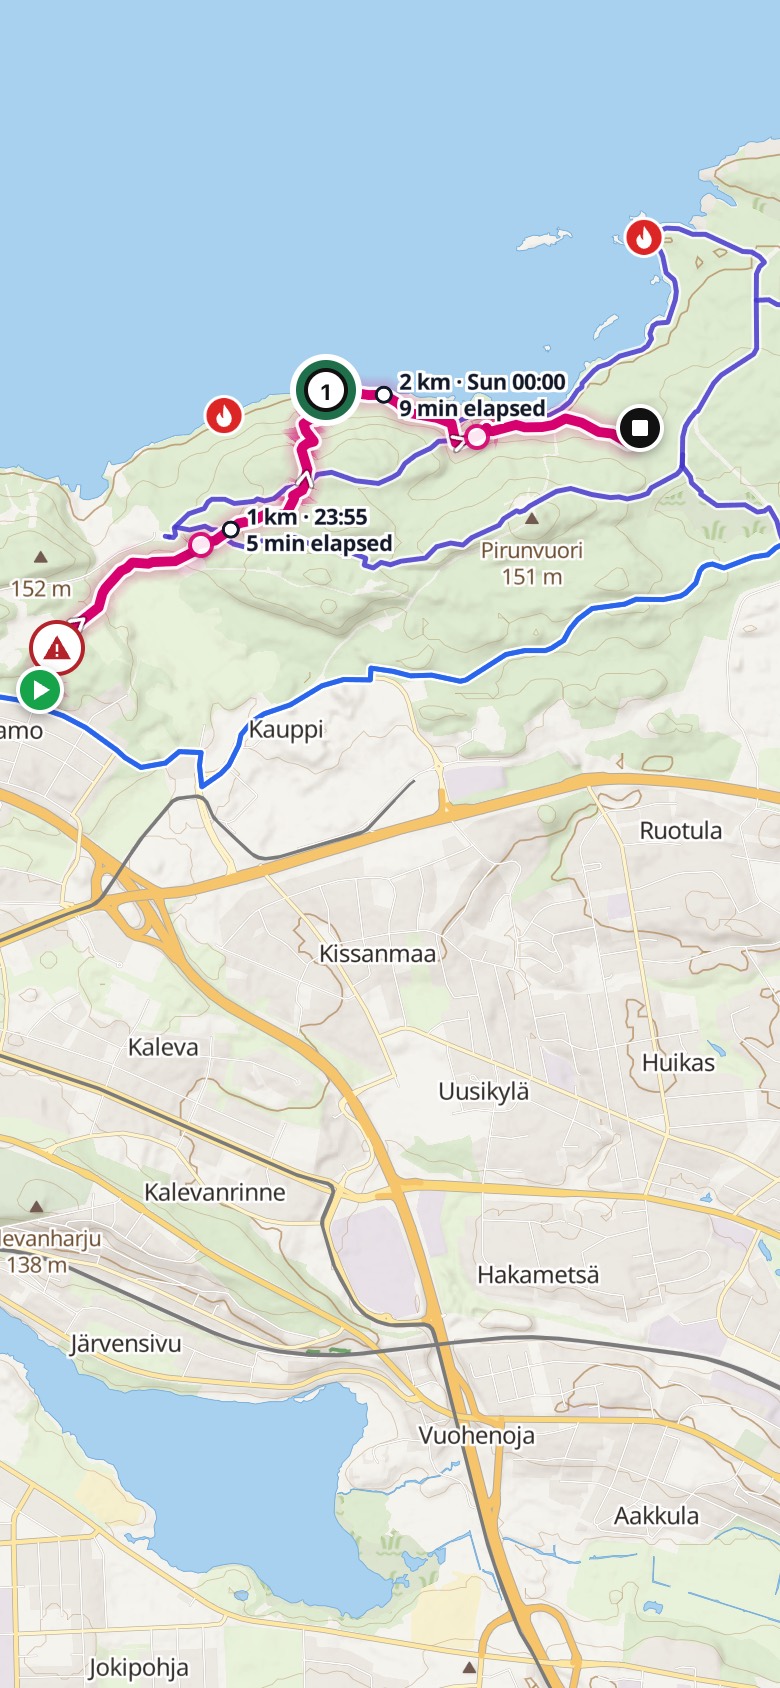 1
2 km · Sun 00:00
9 min elapsed
1 km · 23:55
5 min elapsed
Pirunvuori
151 m
152 m
amo
Kauppi
Ruotula
Kissanmaa
Kaleva
Huikas
Uusikylä
Kalevanrinne
levanharju
138 m
Hakametsä
Järvensivu
Vuohenoja
Aakkula
Jokipohja